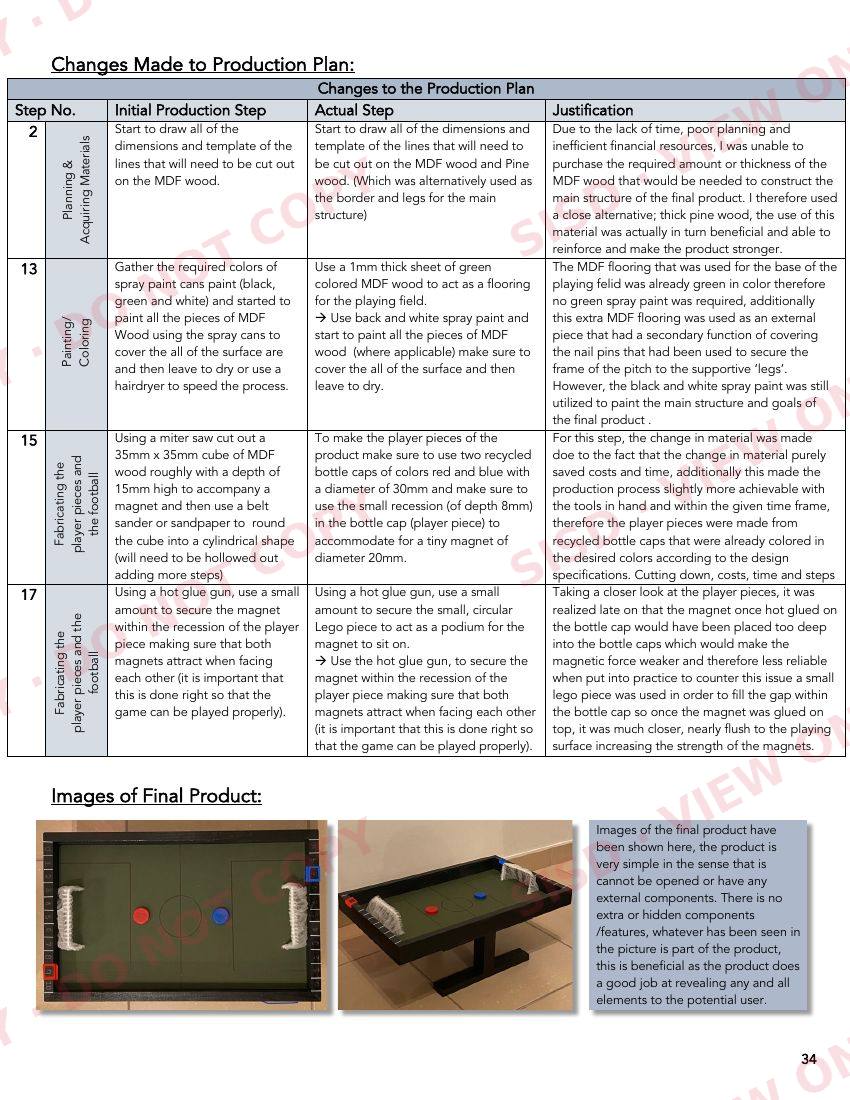 Changes Made to Production Plan:
Changes to the Production Plan
Step No.
Initial Production Step
Actual Step
Justification
2
Planning &
Acquiring Materials
Start to draw all of the
dimensions and template of the
lines that will need to be cut out
on the MDF wood.
Start to draw all of the dimensions and
template of the lines that will need to
be cut out on the MDF wood and Pine
wood. (Which was alternatively used as
the border and legs for the main
structure)
Due to the lack of time, poor planning and
inefficient financial resources, I was unable to
purchase the required amount or thickness of the
MDF wood that would be needed to construct the
main structure of the final product. I therefore used
a close alternative; thick pine wood, the use of this
material was actually in turn beneficial and able to
reinforce and make the product stronger.
13
Painting/
Coloring
Gather the required colors of
spray paint cans paint (black,
green and white) and started to
paint all the pieces of MDF
Wood using the spray cans to
cover the all of the surface are
and then leave to dry or use a
hairdryer to speed the process.
Use a 1mm thick sheet of green
colored MDF wood to act as a flooring
for the playing field.
→ Use back and white spray paint and
start to paint all the pieces of MDF
wood (where applicable) make sure to
cover the all of the surface and then
leave to dry.
The MDF flooring that was used for the base of the
playing felid was already green in color therefore
no green spray paint was required, additionally
this extra MDF flooring was used as an external
piece that had a secondary function of covering
the nail pins that had been used to secure the
frame of the pitch to the supportive ‘legs’.
However, the black and white spray paint was still
utilized to paint the main structure and goals of
the final product .
15
Fabricating the
player pieces and
the football
Using a miter saw cut out a
35mm x 35mm cube of MDF
wood roughly with a depth of
15mm high to accompany a
magnet and then use a belt
sander or sandpaper to round
the cube into a cylindrical shape
(will need to be hollowed out
adding more steps)
To make the player pieces of the
product make sure to use two recycled
bottle caps of colors red and blue with
a diameter of 30mm and make sure to
use the small recession (of depth 8mm)
in the bottle cap (player piece) to
accommodate for a tiny magnet of
diameter 20mm.
For this step, the change in material was made
doe to the fact that the change in material purely
saved costs and time, additionally this made the
production process slightly more achievable with
the tools in hand and within the given time frame,
therefore the player pieces were made from
recycled bottle caps that were already colored in
the desired colors according to the design
specifications. Cutting down, costs, time and steps
17
Fabricating the
player pieces and the
football
Using a hot glue gun, use a small
amount to secure the magnet
within the recession of the player
piece making sure that both
magnets attract when facing
each other (it is important that
this is done right so that the
game can be played properly).
Using a hot glue gun, use a small
amount to secure the small, circular
Lego piece to act as a podium for the
magnet to sit on.
→ Use the hot glue gun, to secure the
magnet within the recession of the
player piece making sure that both
magnets attract when facing each other
(it is important that this is done right so
that the game can be played properly).
Taking a closer look at the player pieces, it was
realized late on that the magnet once hot glued on
the bottle cap would have been placed too deep
into the bottle caps which would make the
magnetic force weaker and therefore less reliable
when put into practice to counter this issue a small
lego piece was used in order to fill the gap within
the bottle cap so once the magnet was glued on
top, it was much closer, nearly flush to the playing
surface increasing the strength of the magnets.
Images of Final Product:
Images of the final product have
been shown here, the product is
very simple in the sense that is
cannot be opened or have any
external components. There is no
extra or hidden components
/features, whatever has been seen in
the picture is part of the product,
this is beneficial as the product does
a good job at revealing any and all
elements to the potential user.
34
SISD · VIEW ONLY · DO NOT COPY